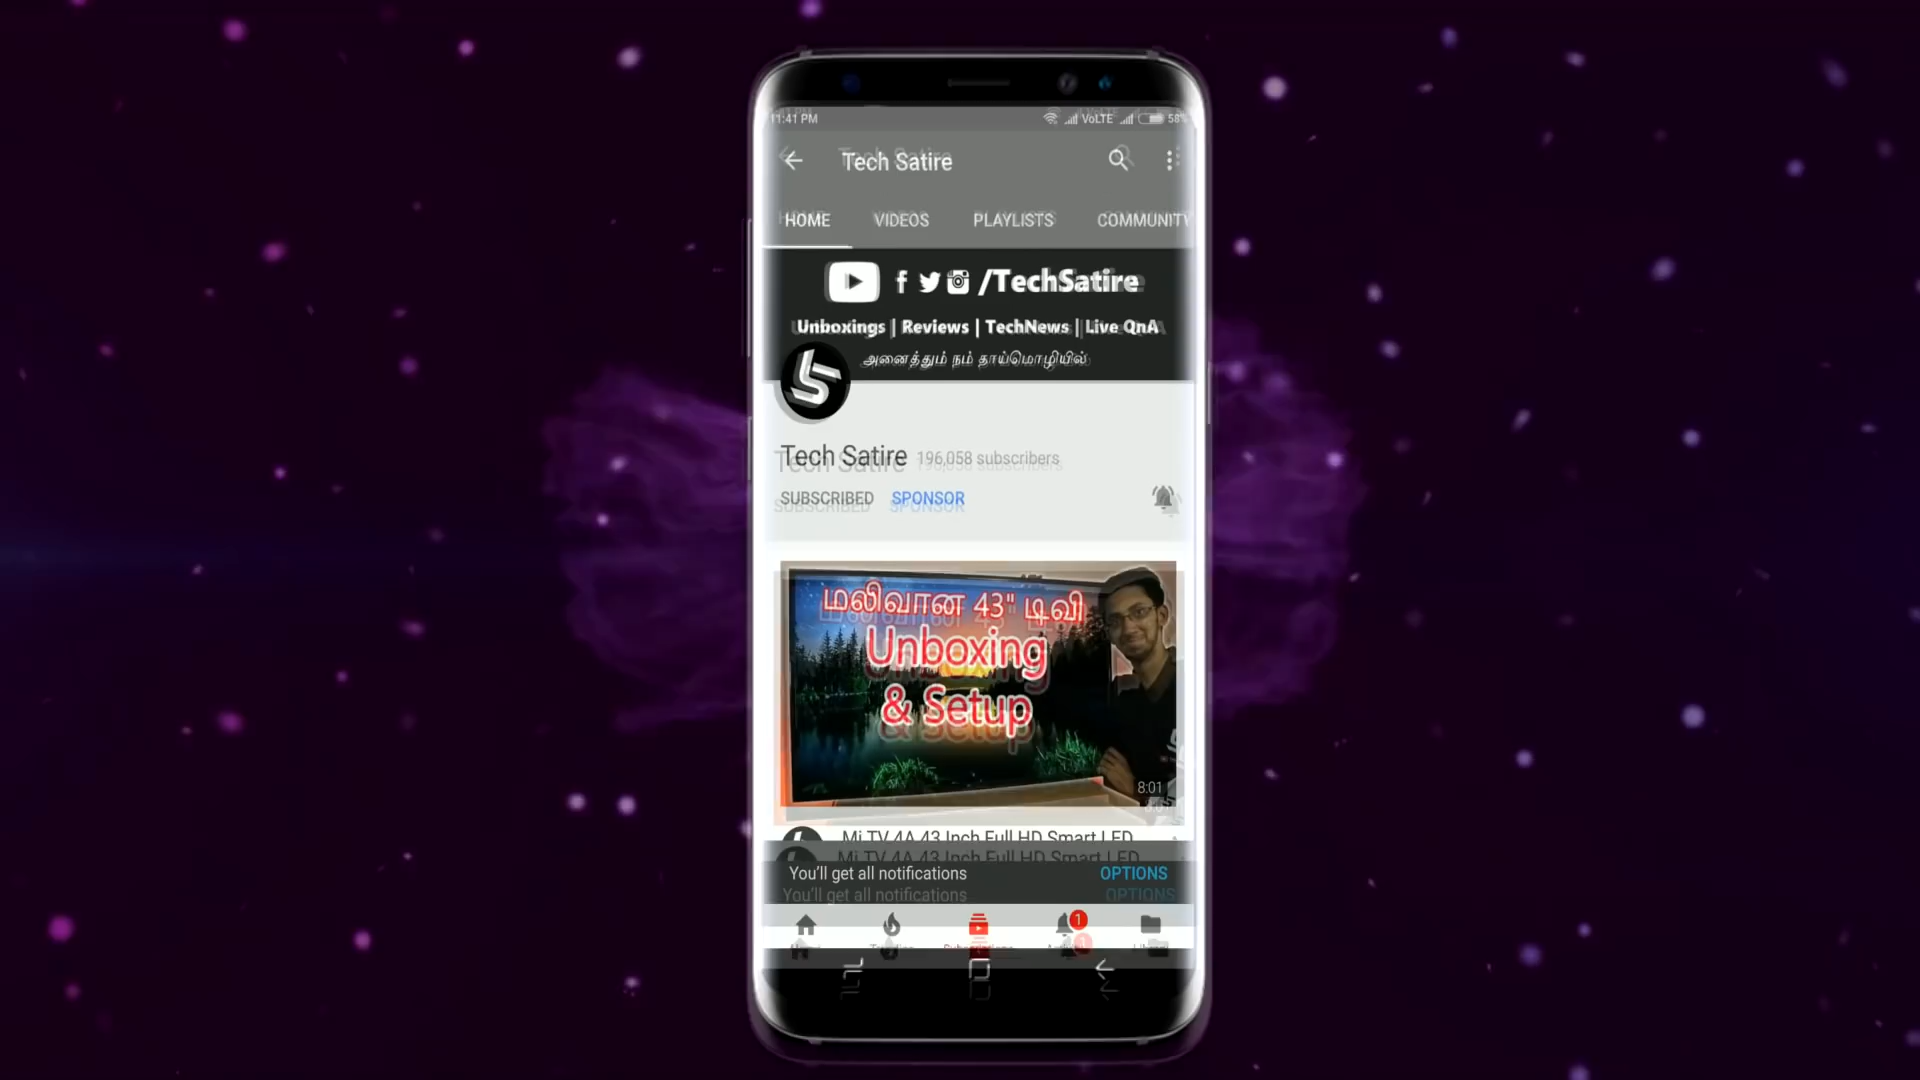 11:41 PM VoLTE 58%
Tech Satire
HOME VIDEOS PLAYLISTS COMMUNITY
/TechSatire
Unboxings | Reviews | TechNews | Live QnA
அனைத்தும் நம் தாய்மொழியில்
Tech Satire 196,058 subscribers
SUBSCRIBED SPONSOR
மலிவான 43" டிவி
Unboxing
& Setup
8:01
Mi TV 4A 43 Inch Full HD Smart LED
You'll get all notifications OPTIONS
1